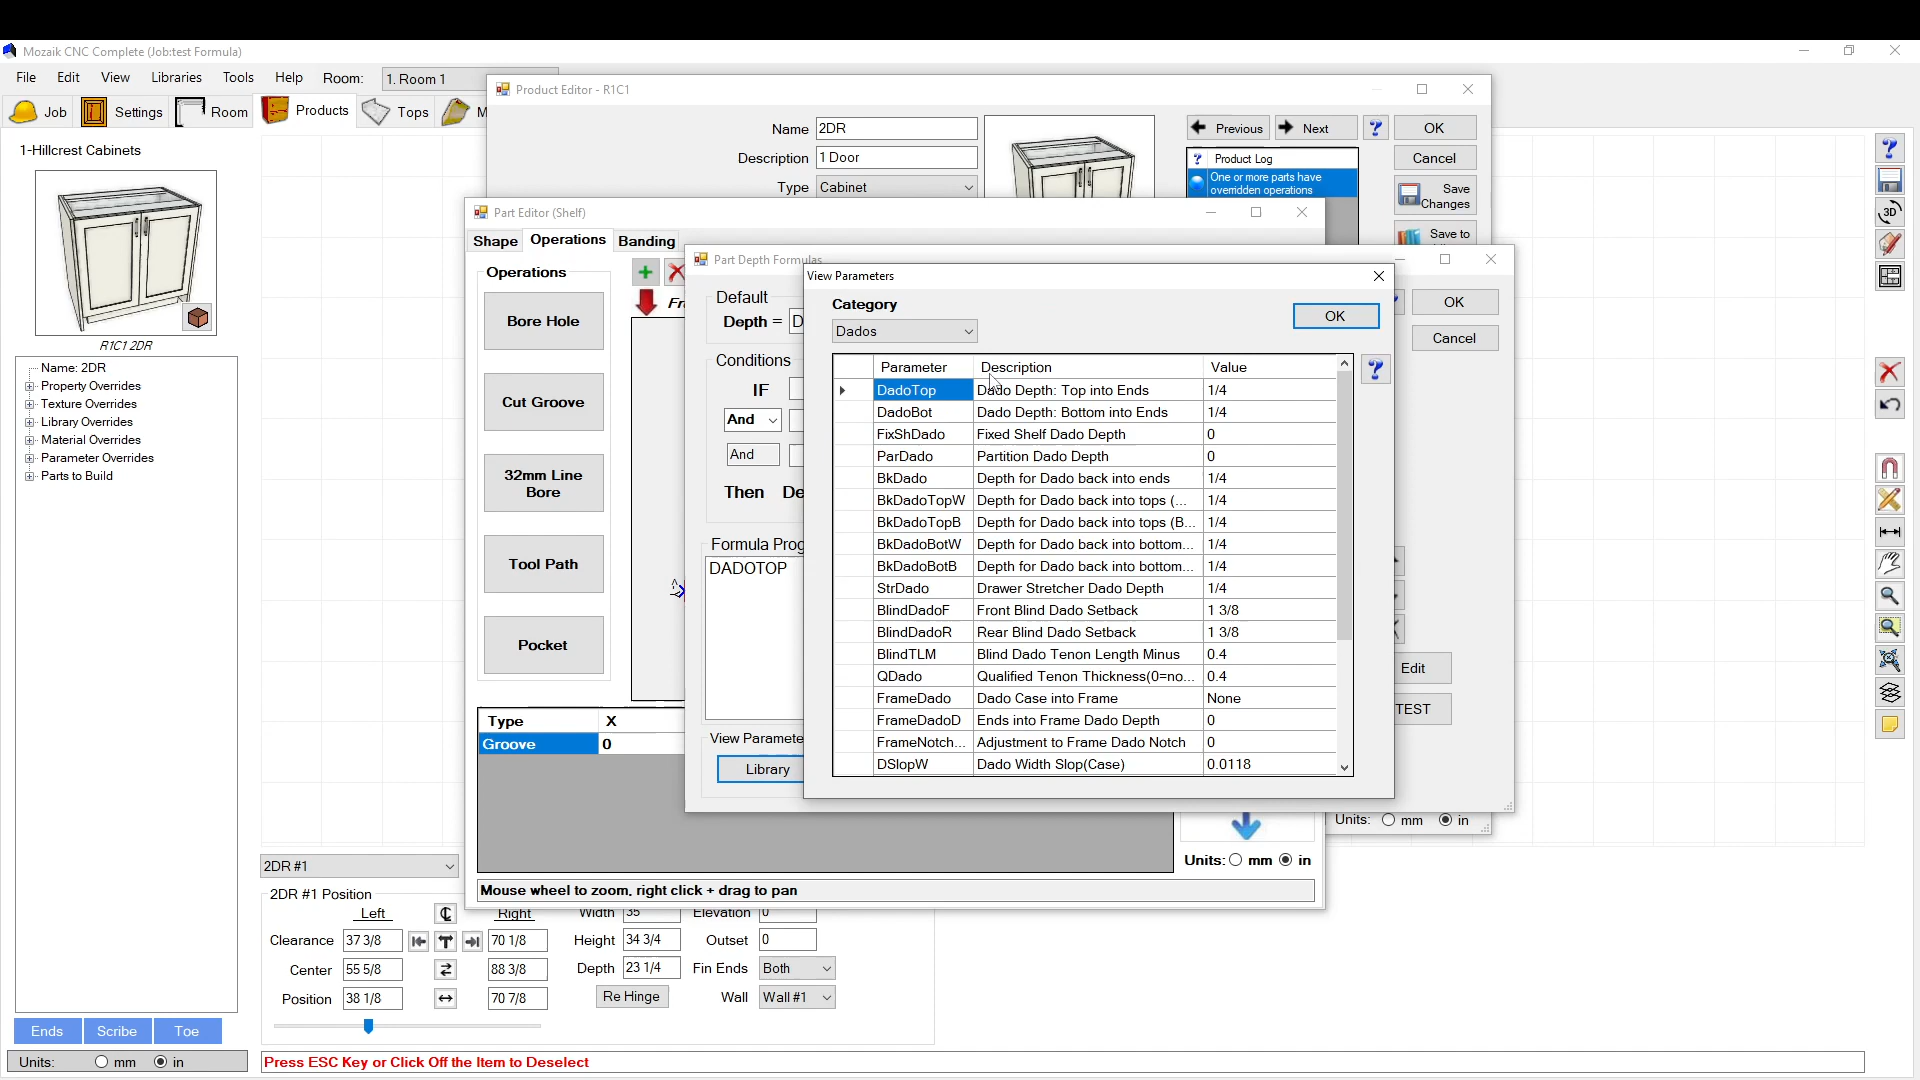 Mozaik CNC Complete (Job:test Formula)
File Edit View Libraries Tools Help Room: 1. Room 1
Job Settings Room Products Tops M
1-Hillcrest Cabinets
R1C1 2DR
Name: 2DR
Property Overrides
Texture Overrides
Library Overrides
Material Overrides
Parameter Overrides
Parts to Build
Ends Scribe Toe
Units: mm in
Product Editor - R1C1
Name 2DR
Description 1 Door
Type Cabinet
Previous Next ? OK
? Product Log
One or more parts have
overridden operations
Cancel
Save
Changes
Save to
Part Editor (Shelf)
Shape Operations Banding
Operations
Bore Hole
Cut Groove
32mm Line
Bore
Tool Path
Pocket
Type X
Groove 0
Units: mm in
Mouse wheel to zoom, right click + drag to pan
Part Depth Formulas
Default
Depth = D
Conditions
IF
And
And
Then De
Formula Prog
DADOTOP
View Paramete
Library
OK
Cancel
Edit
TEST
Units: mm in
View Parameters
Category
Dados
OK
?
Parameter Description Value
DadoTop Dado Depth: Top into Ends 1/4
DadoBot Dado Depth: Bottom into Ends 1/4
FixShDado Fixed Shelf Dado Depth 0
ParDado Partition Dado Depth 0
BkDado Depth for Dado back into ends 1/4
BkDadoTopW Depth for Dado back into tops (... 1/4
BkDadoTopB Depth for Dado back into tops (B... 1/4
BkDadoBotW Depth for Dado back into bottom... 1/4
BkDadoBotB Depth for Dado back into bottom... 1/4
StrDado Drawer Stretcher Dado Depth 1/4
BlindDadoF Front Blind Dado Setback 1 3/8
BlindDadoR Rear Blind Dado Setback 1 3/8
BlindTLM Blind Dado Tenon Length Minus 0.4
QDado Qualified Tenon Thickness(0=no... 0.4
FrameDado Dado Case into Frame None
FrameDadoD Ends into Frame Dado Depth 0
FrameNotch... Adjustment to Frame Dado Notch 0
DSlopW Dado Width Slop(Case) 0.0118
2DR #1
2DR #1 Position
Left Right
Clearance 37 3/8 70 1/8
Center 55 5/8 88 3/8
Position 38 1/8 70 7/8
Width 35 Elevation 0
Height 34 3/4 Outset 0
Depth 23 1/4 Fin Ends Both
Re Hinge Wall Wall #1
Press ESC Key or Click Off the Item to Deselect
? 3D